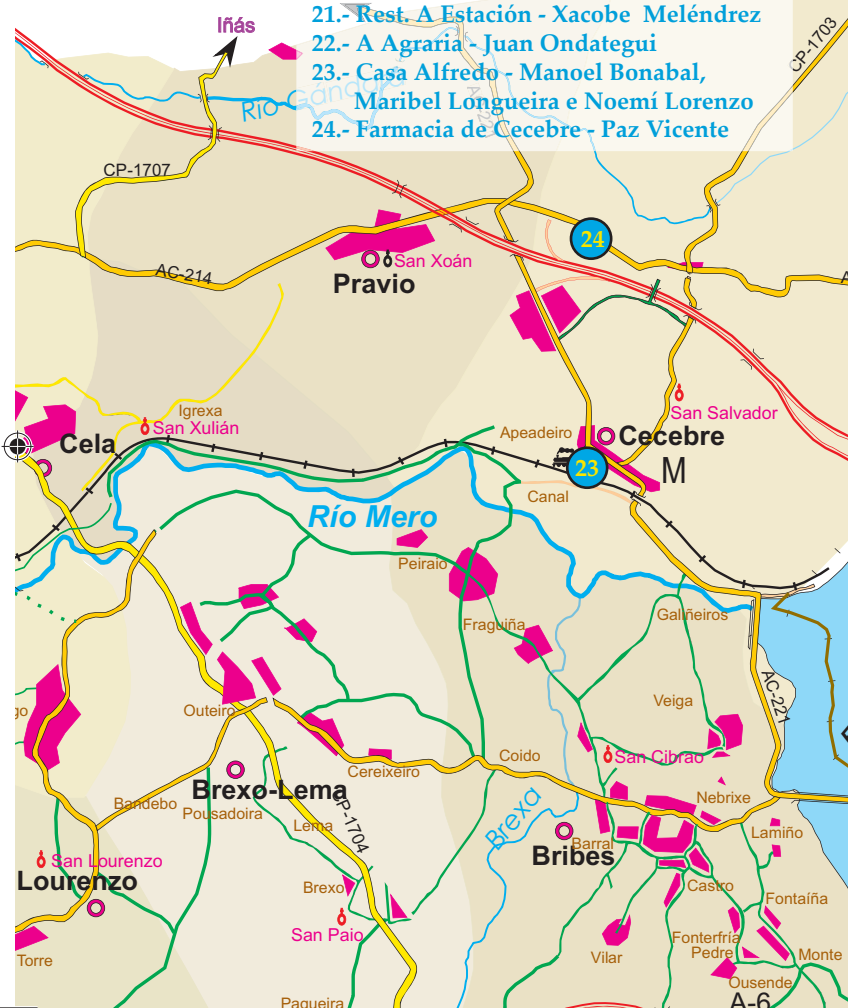 21.- Rest. A Estación - Xacobe Meléndrez
22.- A Agraria - Juan Ondategui
23.- Casa Alfredo - Manoel Bonabal,
Maribel Longueira e Noemí Lorenzo
24.- Farmacia de Cecebre - Paz Vicente
Iñás
CP-1703
Río Gándara
CP-1707
24
San Xoán
AC-214
Pravio
San Salvador
Igrexa
San Xulián
Apeadeiro
Cecebre
Cela
23
M
Canal
Río Mero
Peiraio
Fraguiña
Galiñeiros
AC-221
Veiga
Outeiro
San Cibrao
Coido
Cereixeiro
Brexo-Lema
Nebrixe
Bandebo
Pousadoira
CP-1704
Lema
Brexa
Lamiño
Barral
Bribes
San Lourenzo
Lourenzo
Brexo
Castro
Fontaíña
San Paio
Fonterfría
Pedre
Vilar
Monte
Torre
Ousende
A-6
Paqueira